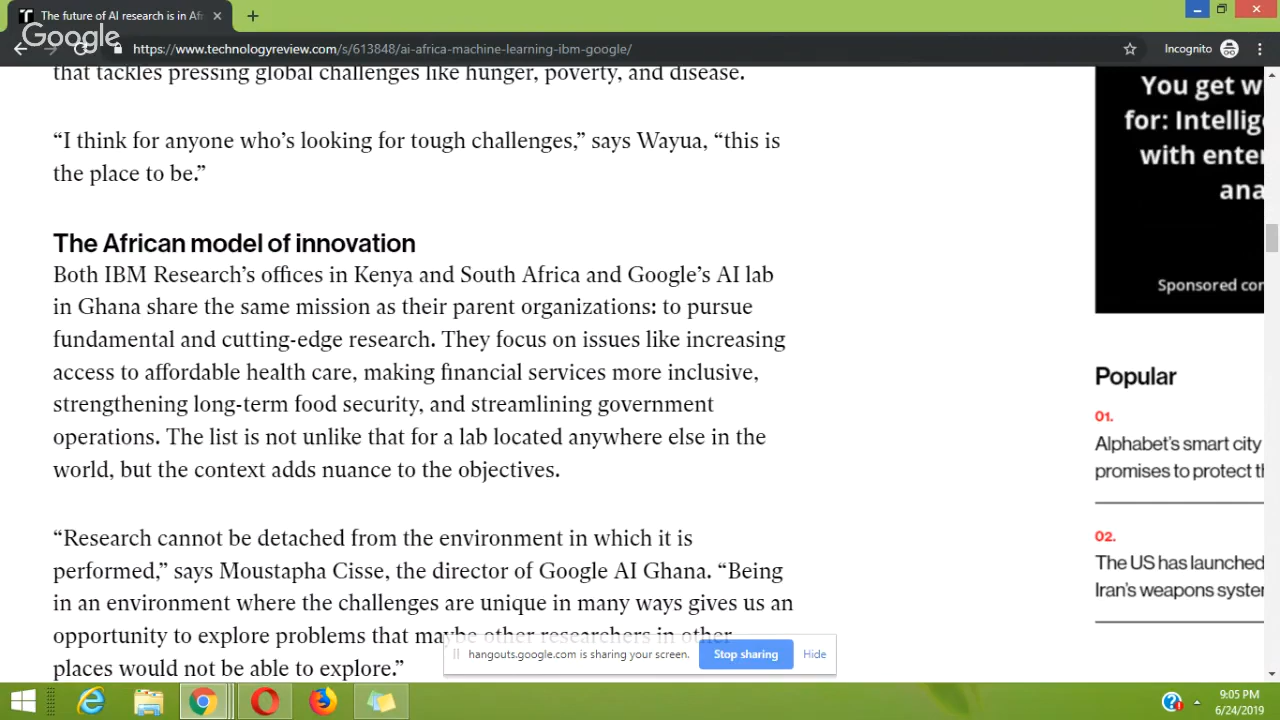 The future of AI research is in Afr
Google
https://www.technologyreview.com/s/613848/ai-africa-machine-learning-ibm-google/
Incognito
that tackles pressing global challenges like hunger, poverty, and disease.
“I think for anyone who’s looking for tough challenges,” says Wayua, “this is
the place to be.”
The African model of innovation
Both IBM Research’s offices in Kenya and South Africa and Google’s AI lab
in Ghana share the same mission as their parent organizations: to pursue
fundamental and cutting-edge research. They focus on issues like increasing
access to affordable health care, making financial services more inclusive,
strengthening long-term food security, and streamlining government
operations. The list is not unlike that for a lab located anywhere else in the
world, but the context adds nuance to the objectives.
“Research cannot be detached from the environment in which it is
performed,” says Moustapha Cisse, the director of Google AI Ghana. “Being
in an environment where the challenges are unique in many ways gives us an
opportunity to explore problems that maybe other researchers in other
places would not be able to explore.”
You get w
for: Intellig
with enter
ana
Sponsored cor
Popular
01.
Alphabet’s smart city
promises to protect th
02.
The US has launched
Iran’s weapons syster
hangouts.google.com is sharing your screen.
Stop sharing
Hide
9:05 PM
6/24/2019